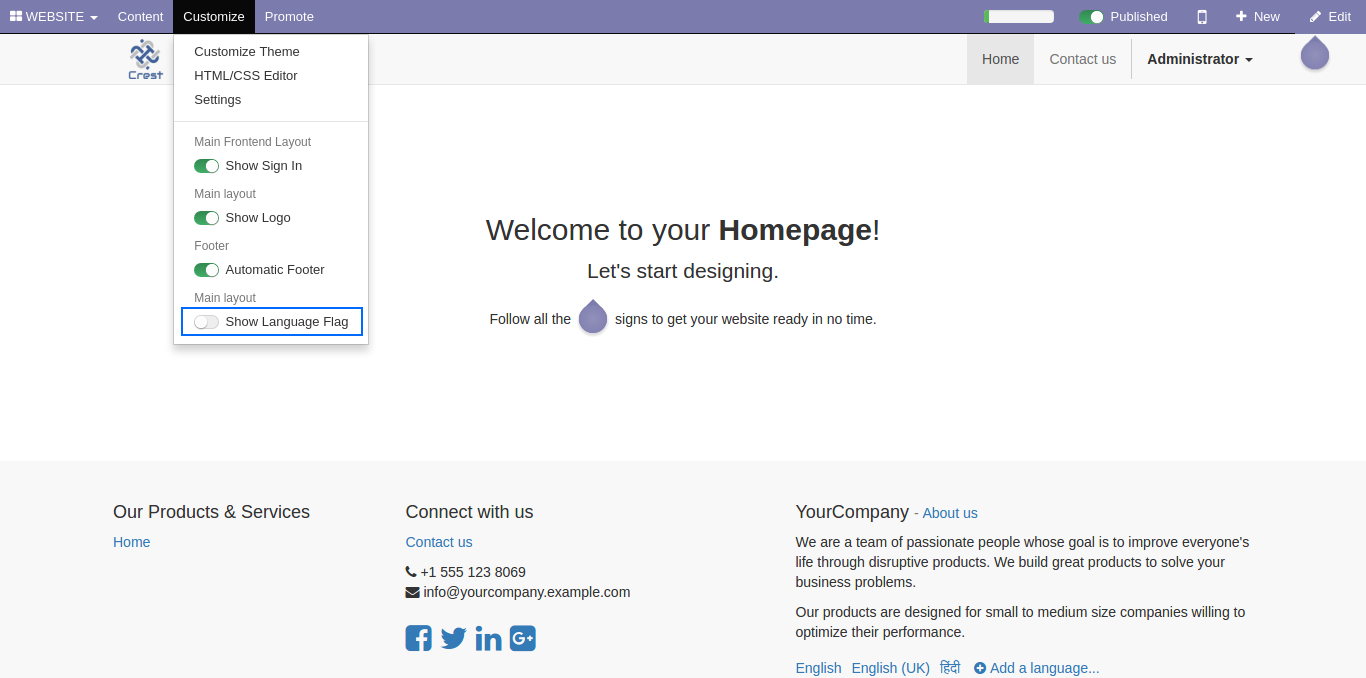 WEBSITE Content Customize Promote Published New Edit
Crest
Home Contact us Administrator
Customize Theme
HTML/CSS Editor
Settings
Main Frontend Layout
Show Sign In
Main layout
Show Logo
Footer
Automatic Footer
Main layout
Show Language Flag
Welcome to your Homepage!
Let's start designing.
Follow all the signs to get your website ready in no time.
Our Products & Services
Home
Connect with us
Contact us
+1 555 123 8069
info@yourcompany.example.com
YourCompany - About us
We are a team of passionate people whose goal is to improve everyone's
life through disruptive products. We build great products to solve your
business problems.
Our products are designed for small to medium size companies willing to
optimize their performance.
English English (UK) हिंदी Add a language...